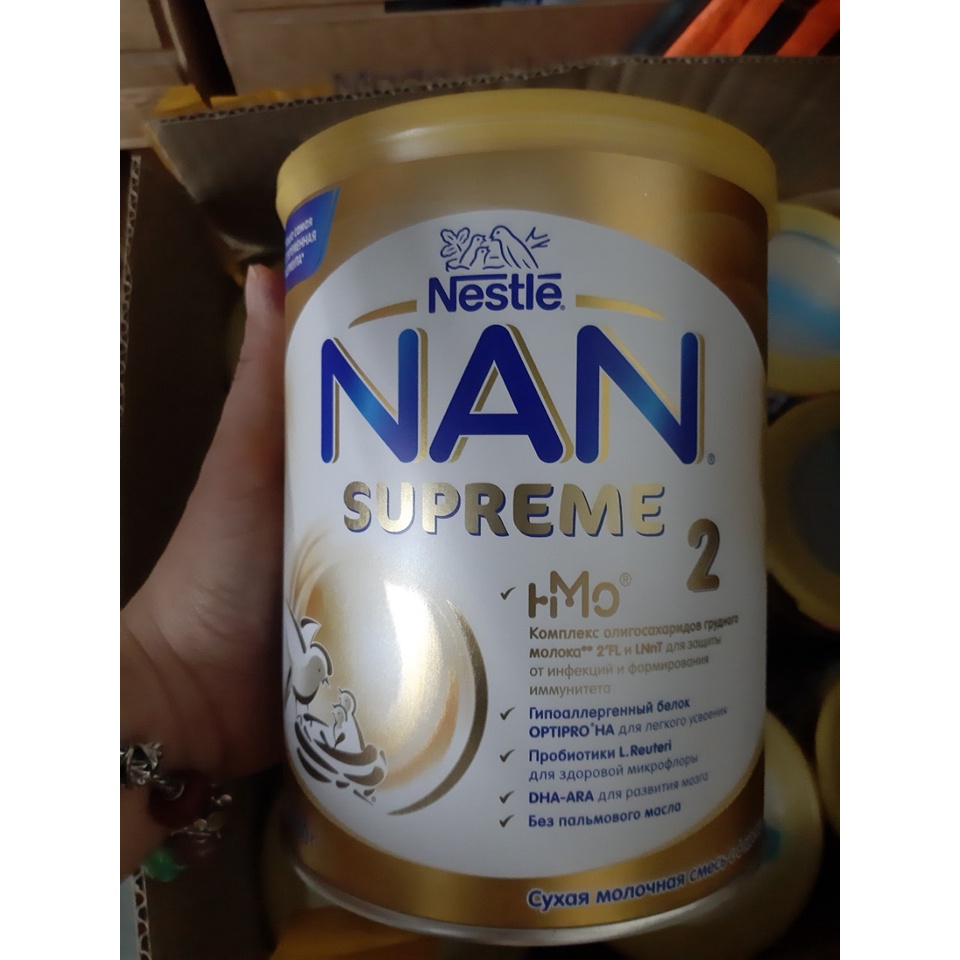 Nestlé
NAN
SUPREME
2
HMO®
Комплекс олигосахаридов грудного
молока** 2'FL и LNnT для защиты
от инфекций и формирования
иммунитета
Гипоаллергенный белок
OPTIPRO®HA для легкого усвоения
Пробиотики L.Reuteri
для здоровой микрофлоры
DHA-ARA для развития мозга
Без пальмового масла
Сухая молочная смесь